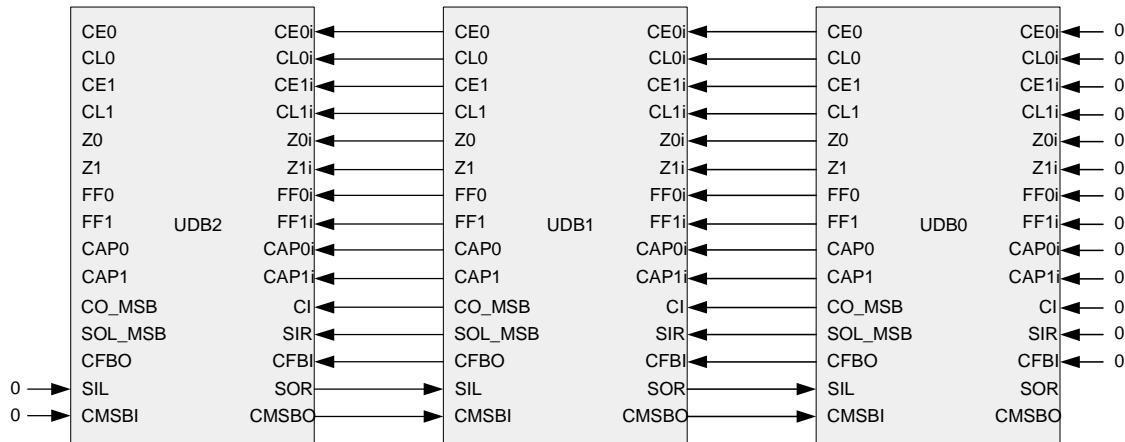 CE0 CE0i CE0 CE0i CE0 CE0i 0
CL0 CL0i CL0 CL0i CL0 CL0i 0
CE1 CE1i CE1 CE1i CE1 CE1i 0
CL1 CL1i CL1 CL1i CL1 CL1i 0
Z0 Z0i Z0 Z0i Z0 Z0i 0
Z1 Z1i Z1 Z1i Z1 Z1i 0
FF0 FF0i FF0 FF0i FF0 FF0i 0
FF1 UDB2 FF1i FF1 UDB1 FF1i FF1 UDB0 FF1i 0
CAP0 CAP0i CAP0 CAP0i CAP0 CAP0i 0
CAP1 CAP1i CAP1 CAP1i CAP1 CAP1i 0
CO_MSB CI CO_MSB CI CO_MSB CI 0
SOL_MSB SIR SOL_MSB SIR SOL_MSB SIR 0
CFBO CFBI CFBO CFBI CFBO CFBI 0
0 SIL SOR SIL SOR SIL SOR
0 CMSBI CMSBO CMSBI CMSBO CMSBI CMSBO